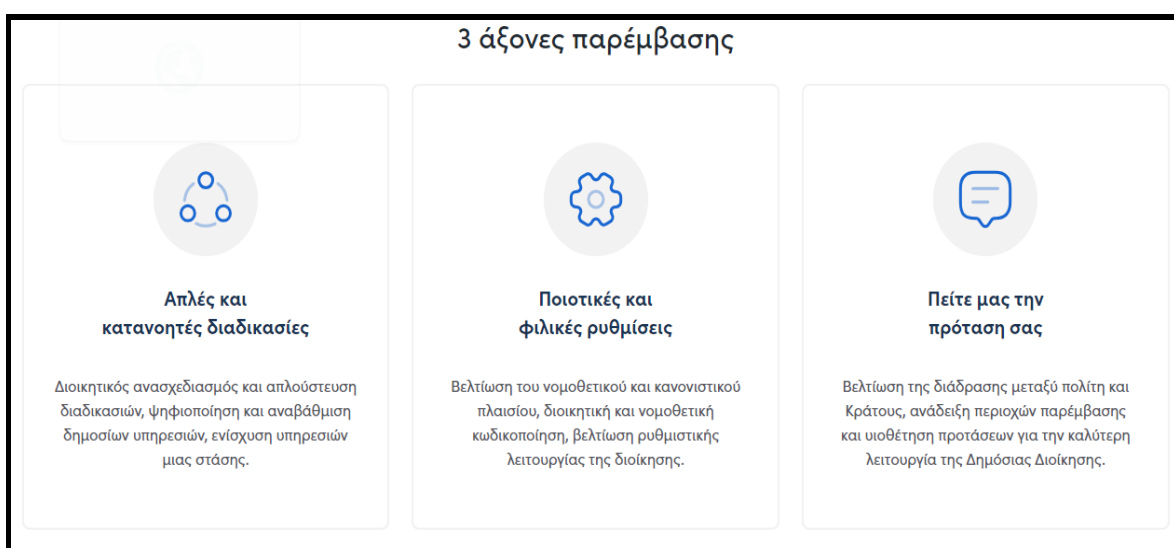 3 άξονες παρέμβασης
Απλές και
κατανοητές διαδικασίες
Διοικητικός ανασχεδιασμός και απλούστευση
διαδικασιών, ψηφιοποίηση και αναβάθμιση
δημοσίων υπηρεσιών, ενίσχυση υπηρεσιών
μιας στάσης.
Ποιοτικές και
φιλικές ρυθμίσεις
Βελτίωση του νομοθετικού και κανονιστικού
πλαισίου, διοικητική και νομοθετική
κωδικοποίηση, βελτίωση ρυθμιστικής
λειτουργίας της διοίκησης.
Πείτε μας την
πρόταση σας
Βελτίωση της διάδρασης μεταξύ πολίτη και
Κράτους, ανάδειξη περιοχών παρέμβασης
και υιοθέτηση προτάσεων για την καλύτερη
λειτουργία της Δημόσιας Διοίκησης.